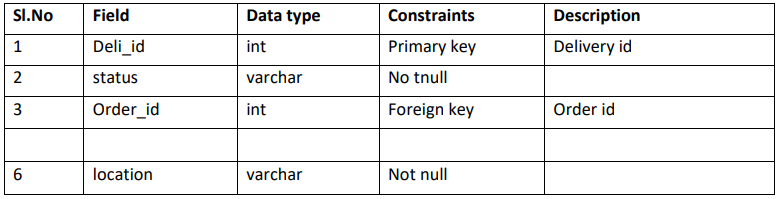 Sl.No Field Data type Constraints Description
1 Deli_id int Primary key Delivery id
2 status varchar No tnull
3 Order_id int Foreign key Order id
6 location varchar Not null